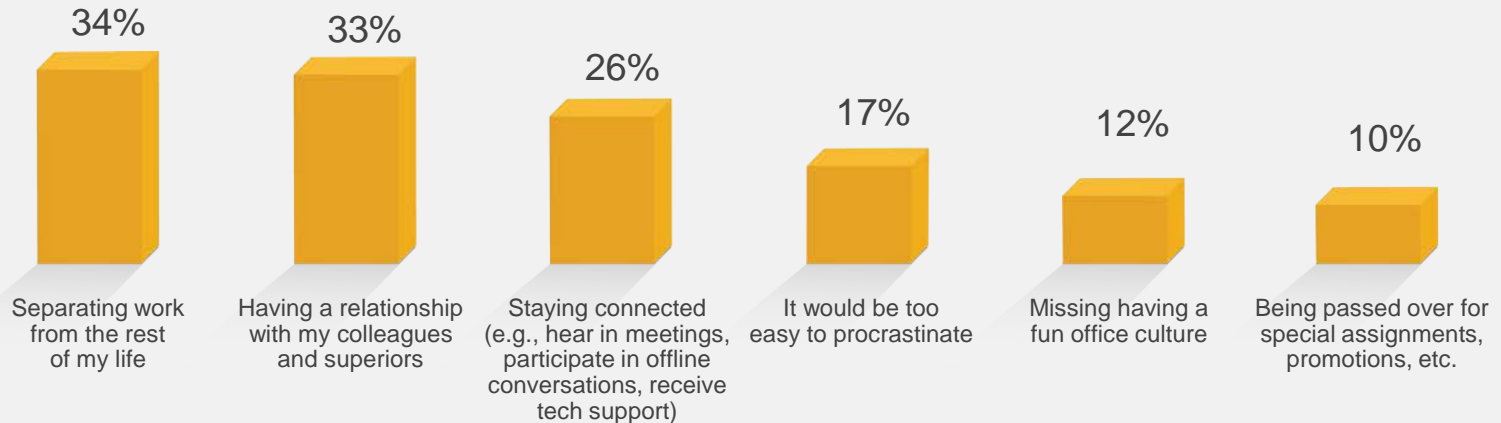 34%
33%
26%
17%
12%
10%
Separating work
from the rest
of my life
Having a relationship
with my colleagues
and superiors
Staying connected
(e.g., hear in meetings,
participate in offline
conversations, receive
tech support)
It would be too
easy to procrastinate
Missing having a
fun office culture
Being passed over for
special assignments,
promotions, etc.